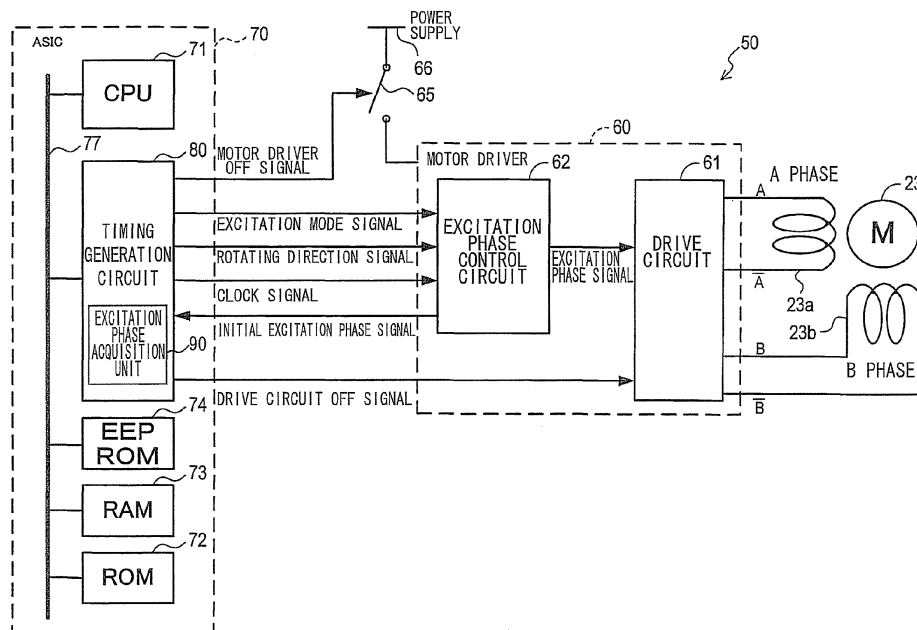 ASIC
70
71
CPU
77
80
TIMING
GENERATION
CIRCUIT
EXCITATION
PHASE
ACQUISITION
UNIT
90
74
EEP
ROM
73
RAM
72
ROM
POWER
SUPPLY
66
65
MOTOR DRIVER
OFF SIGNAL
EXCITATION MODE SIGNAL
ROTATING DIRECTION SIGNAL
CLOCK SIGNAL
INITIAL EXCITATION PHASE SIGNAL
DRIVE CIRCUIT OFF SIGNAL
50
60
MOTOR DRIVER
62
EXCITATION
PHASE
CONTROL
CIRCUIT
EXCITATION
PHASE SIGNAL
61
DRIVE
CIRCUIT
A
A PHASE
A̅
23a
23
M
23b
B
B PHASE
B̅